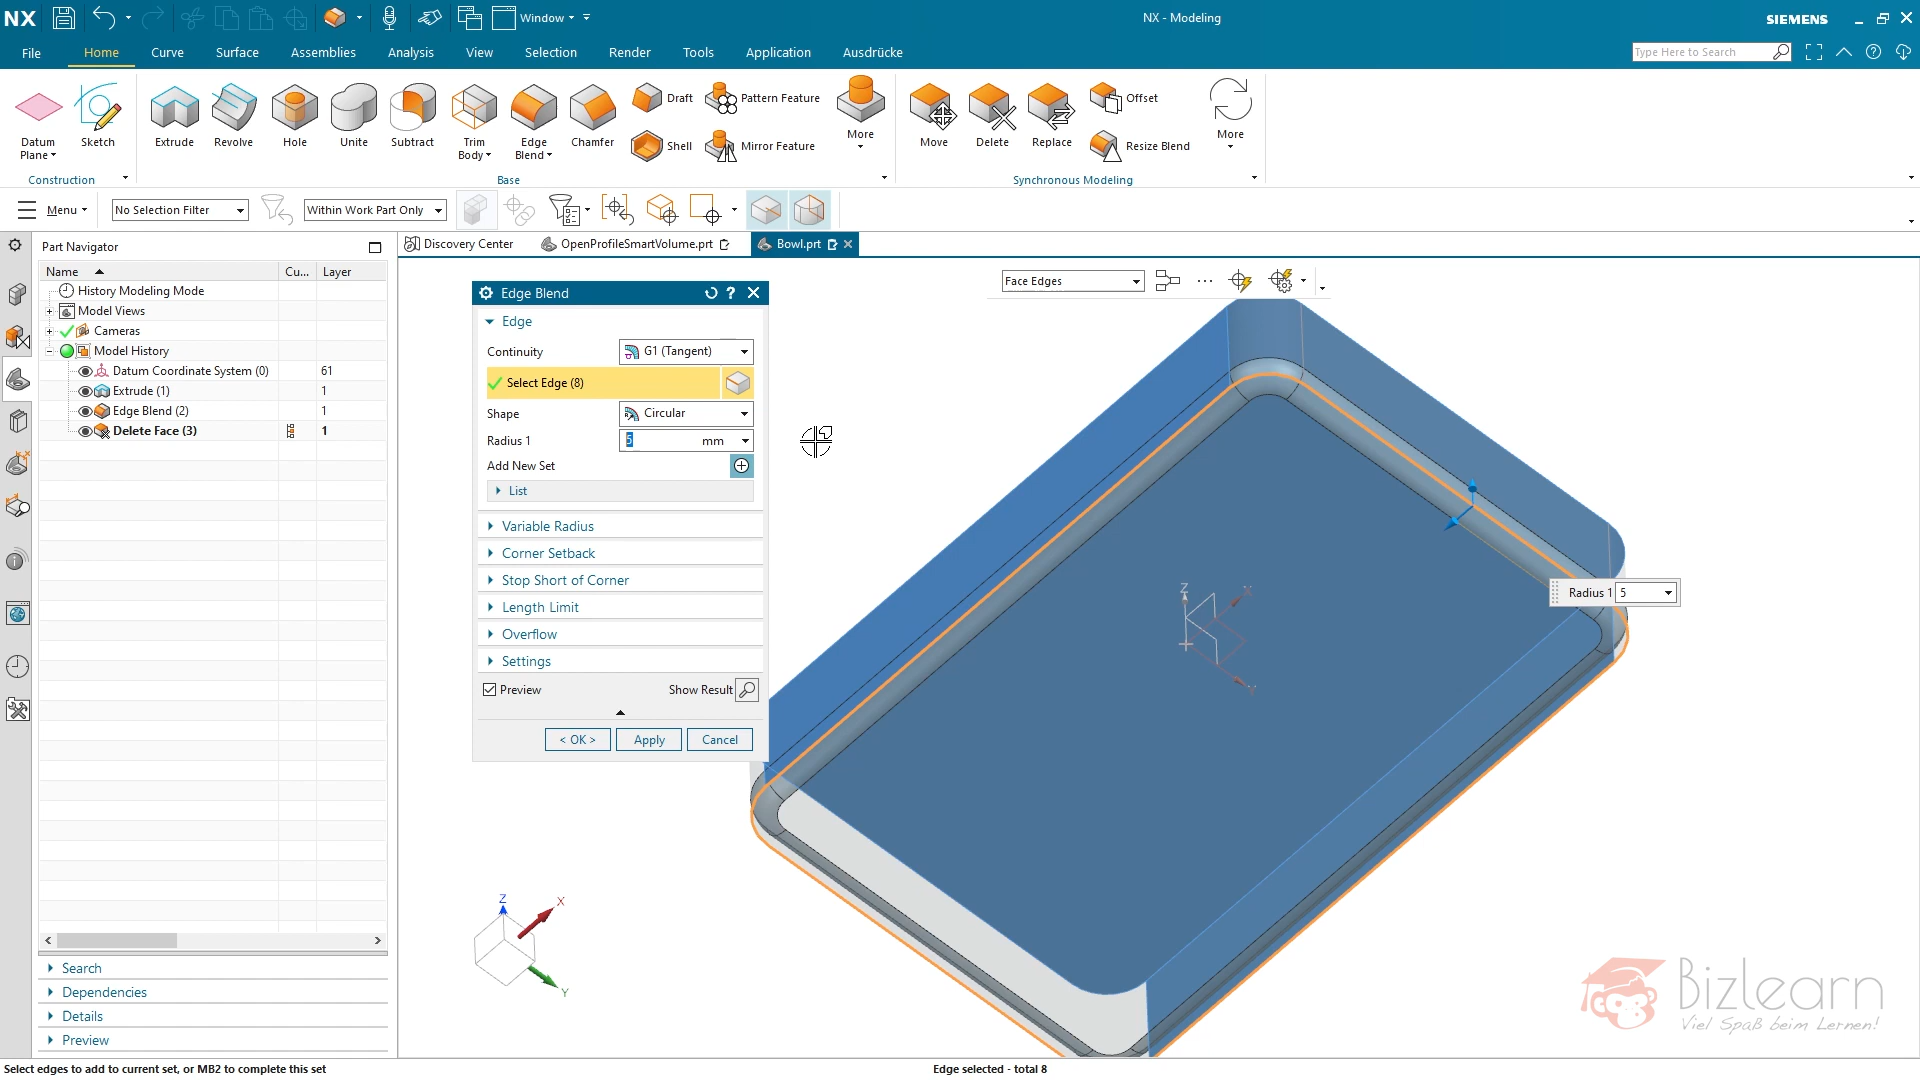 NX
Window
NX - Modeling
SIEMENS
File
Home
Curve
Surface
Assemblies
Analysis
View
Selection
Render
Tools
Application
Ausdrücke
Type Here to Search
Datum
Plane
Sketch
Extrude
Revolve
Hole
Unite
Subtract
Trim
Body
Edge
Blend
Chamfer
Draft
Shell
Pattern Feature
Mirror Feature
More
Move
Delete
Replace
Offset
Resize Blend
More
Construction
Base
Synchronous Modeling
Menu
No Selection Filter
Within Work Part Only
Part Navigator
Discovery Center
OpenProfileSmartVolume.prt
Bowl.prt
Name
Cu...
Layer
History Modeling Mode
Model Views
Cameras
Model History
Datum Coordinate System (0)
61
Extrude (1)
1
Edge Blend (2)
1
Delete Face (3)
1
Search
Dependencies
Details
Preview
Face Edges
Edge Blend
?
Edge
Continuity
G1 (Tangent)
Select Edge (8)
Shape
Circular
Radius 1
5
mm
Add New Set
List
Variable Radius
Corner Setback
Stop Short of Corner
Length Limit
Overflow
Settings
Preview
Show Result
< OK >
Apply
Cancel
Radius 1 5
Z
X
Y
Z
X
Y
Bizlearn
Viel Spaß beim Lernen!
Select edges to add to current set, or MB2 to complete this set
Edge selected - total 8